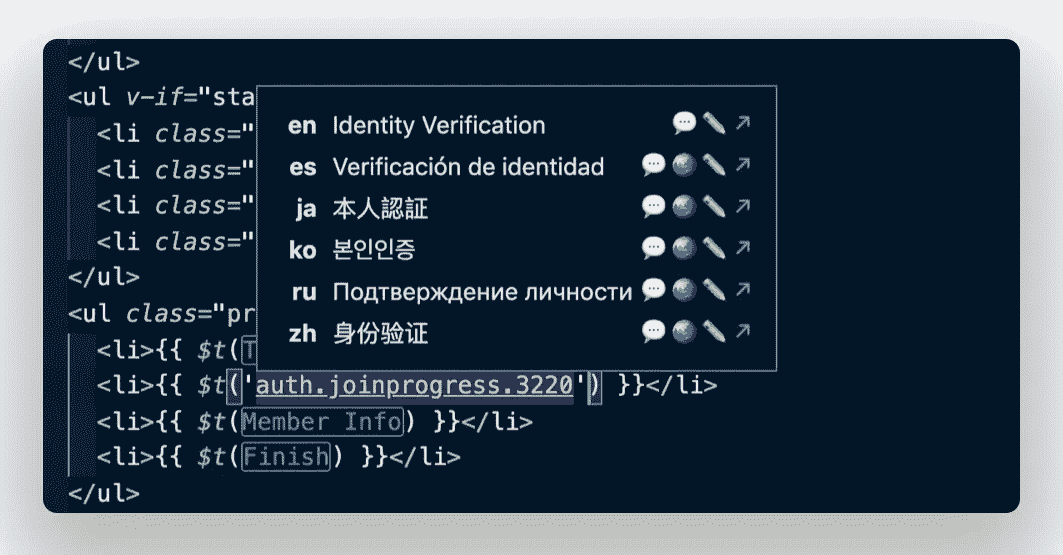 </ul>
<ul v-if="sta
<li class="
<li class="
<li class="
<li class="
</ul>
<ul class="pr
<li>{{ $t(
en Identity Verification
es Verificación de identidad
ja 本人認証
ko 본인인증
ru Подтверждение личности
zh 身份验证
<li>{{ $t('auth.joinprogress.3220') }}</li>
<li>{{ $t(Member Info) }}</li>
<li>{{ $t(Finish) }}</li>
</ul>